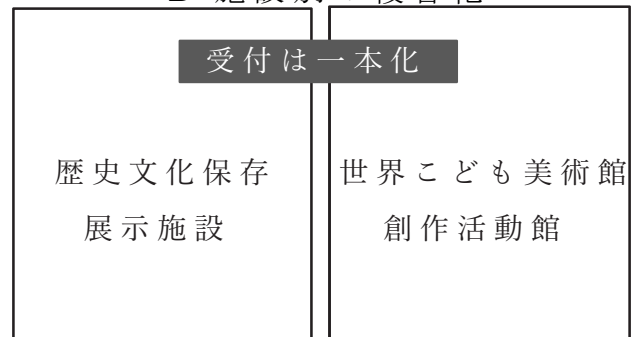 受付は一本化
歴史文化保存
展示施設
世界こども美術館
創作活動館